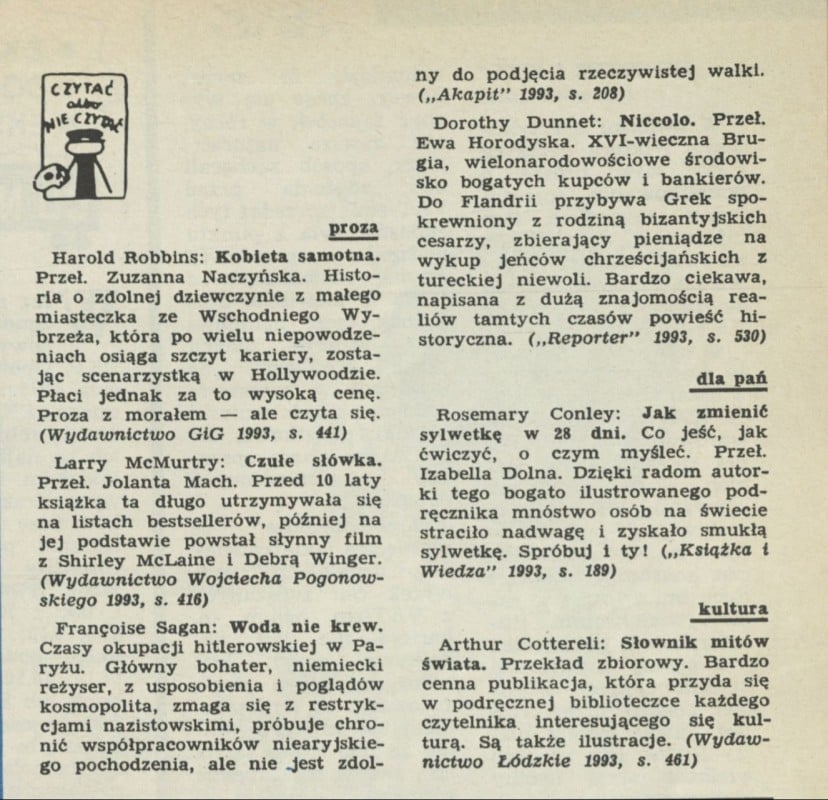 CZYTAĆ
albo
NIE CZYTAĆ
proza
Harold Robbins: Kobieta samotna.
Przeł. Zuzanna Naczyńska. Histo-
ria o zdolnej dziewczynie z małego
miasteczka ze Wschodniego Wy-
brzeża, która po wielu niepowodze-
niach osiąga szczyt kariery, zosta-
jąc scenarzystką w Hollywoodzie.
Płaci jednak za to wysoką cenę.
Proza z morałem — ale czyta się.
(Wydawnictwo GiG 1993, s. 441)
Larry McMurtry: Czułe słówka.
Przeł. Jolanta Mach. Przed 10 laty
książka ta długo utrzymywała się
na listach bestsellerów, później na
jej podstawie powstał słynny film
z Shirley McLaine i Debrą Winger.
(Wydawnictwo Wojciecha Pogonow-
skiego 1993, s. 416)
Françoise Sagan: Woda nie krew.
Czasy okupacji hitlerowskiej w Pa-
ryżu. Główny bohater, niemiecki
reżyser, z usposobienia i poglądów
kosmopolita, zmaga się z restryk-
cjami nazistowskimi, próbuje chro-
nić współpracowników niearyjskie-
go pochodzenia, ale nie jest zdol-
ny do podjęcia rzeczywistej walki.
(„Akapit" 1993, s. 208)
Dorothy Dunnet: Niccolo. Przeł.
Ewa Horodyska. XVI-wieczna Bru-
gia, wielonarodowościowe środowi-
sko bogatych kupców i bankierów.
Do Flandrii przybywa Grek spo-
krewniony z rodziną bizantyjskich
cesarzy, zbierający pieniądze na
wykup jeńców chrześcijańskich z
tureckiej niewoli. Bardzo ciekawa,
napisana z dużą znajomością rea-
liów tamtych czasów powieść hi-
storyczna. („Reporter" 1993, s. 530)
dla pań
Rosemary Conley: Jak zmienić
sylwetkę w 28 dni. Co jeść, jak
ćwiczyć, o czym myśleć. Przeł.
Izabella Dolna. Dzięki radom autor-
ki tego bogato ilustrowanego pod-
ręcznika mnóstwo osób na świecie
straciło nadwagę i zyskało smukłą
sylwetkę. Spróbuj i ty! („Książka i
Wiedza" 1993, s. 189)
kultura
Arthur Cottereli: Słownik mitów
świata. Przekład zbiorowy. Bardzo
cenna publikacja, która przyda się
w podręcznej biblioteczce każdego
czytelnika interesującego się kul-
turą. Są także ilustracje. (Wydaw-
nictwo Łódzkie 1993, s. 461)